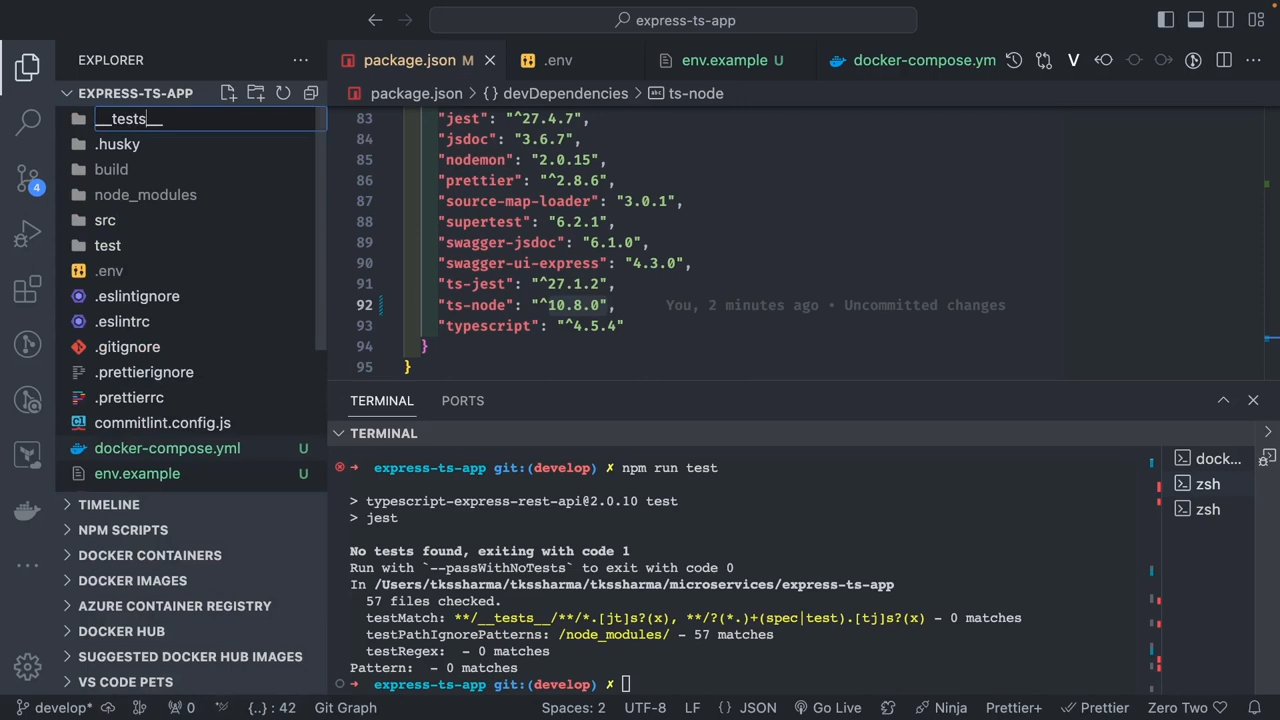 express-ts-app
EXPLORER
package.json M
.env
env.example U
docker-compose.ym
EXPRESS-TS-APP
package.json > {} devDependencies > ts-node
__tests__
.husky
build
node_modules
src
test
.env
.eslintignore
.eslintrc
.gitignore
.prettierignore
.prettierrc
commitlint.config.js
docker-compose.yml U
env.example U
83 "jest": "^27.4.7",
84 "jsdoc": "3.6.7",
85 "nodemon": "2.0.15",
86 "prettier": "^2.8.6",
87 "source-map-loader": "3.0.1",
88 "supertest": "6.2.1",
89 "swagger-jsdoc": "6.1.0",
90 "swagger-ui-express": "4.3.0",
91 "ts-jest": "^27.1.2",
92 "ts-node": "^10.8.0", You, 2 minutes ago • Uncommitted changes
93 "typescript": "^4.5.4"
94 }
95 }
TIMELINE
NPM SCRIPTS
DOCKER CONTAINERS
DOCKER IMAGES
AZURE CONTAINER REGISTRY
DOCKER HUB
SUGGESTED DOCKER HUB IMAGES
VS CODE PETS
4
TERMINAL
PORTS
TERMINAL
➜ express-ts-app git:(develop) ✗ npm run test
> typescript-express-rest-api@2.0.10 test
> jest
No tests found, exiting with code 1
Run with `--passWithNoTests` to exit with code 0
In /Users/tkssharma/tkssharma/microservices/express-ts-app
57 files checked.
testMatch: **/__tests__/**/*.[jt]s?(x), **/?(*.)+(spec|test).[tj]s?(x) - 0 matches
testPathIgnorePatterns: /node_modules/ - 57 matches
testRegex:  - 0 matches
Pattern:  - 0 matches
➜ express-ts-app git:(develop) ✗
dock...
zsh
zsh
develop*
0
{..} : 42
Git Graph
Spaces: 2
UTF-8
LF
{} JSON
Go Live
Ninja
Prettier+
Prettier
Zero Two